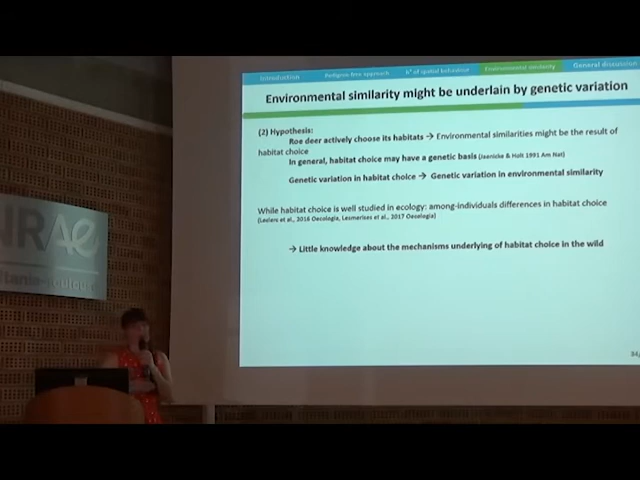 Introduction Pedigree-free approach h² of spatial behaviour Environmental similarity General discussion
Environmental similarity might be underlain by genetic variation
(2) Hypothesis:
Roe deer actively choose its habitats → Environmental similarities might be the result of
habitat choice
In general, habitat choice may have a genetic basis (Jaenicke & Holt 1991 Am Nat)
Genetic variation in habitat choice → Genetic variation in environmental similarity
While habitat choice is well studied in ecology: among-individuals differences in habitat choice
(Leclerc et al., 2016 Oecologia, Lesmerises et al., 2017 Oecologia)
→ Little knowledge about the mechanisms underlying of habitat choice in the wild
34
NRAE